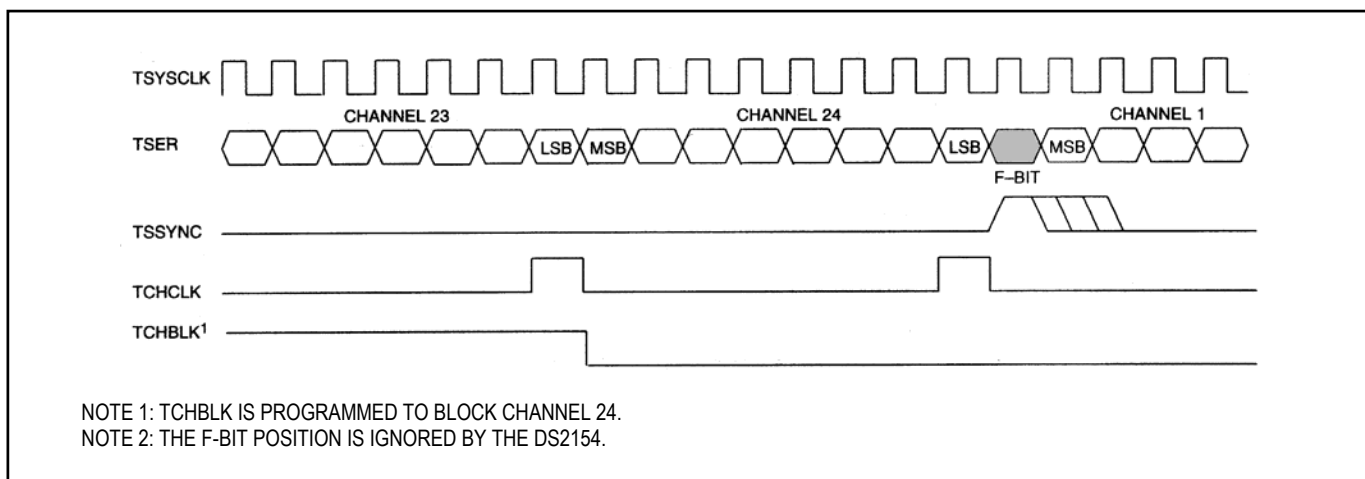 TSYSCLK
CHANNEL 23 CHANNEL 24 CHANNEL 1
TSER LSB MSB LSB MSB
F–BIT
TSSYNC
TCHCLK
TCHBLK1
NOTE 1: TCHBLK IS PROGRAMMED TO BLOCK CHANNEL 24.
NOTE 2: THE F-BIT POSITION IS IGNORED BY THE DS2154.